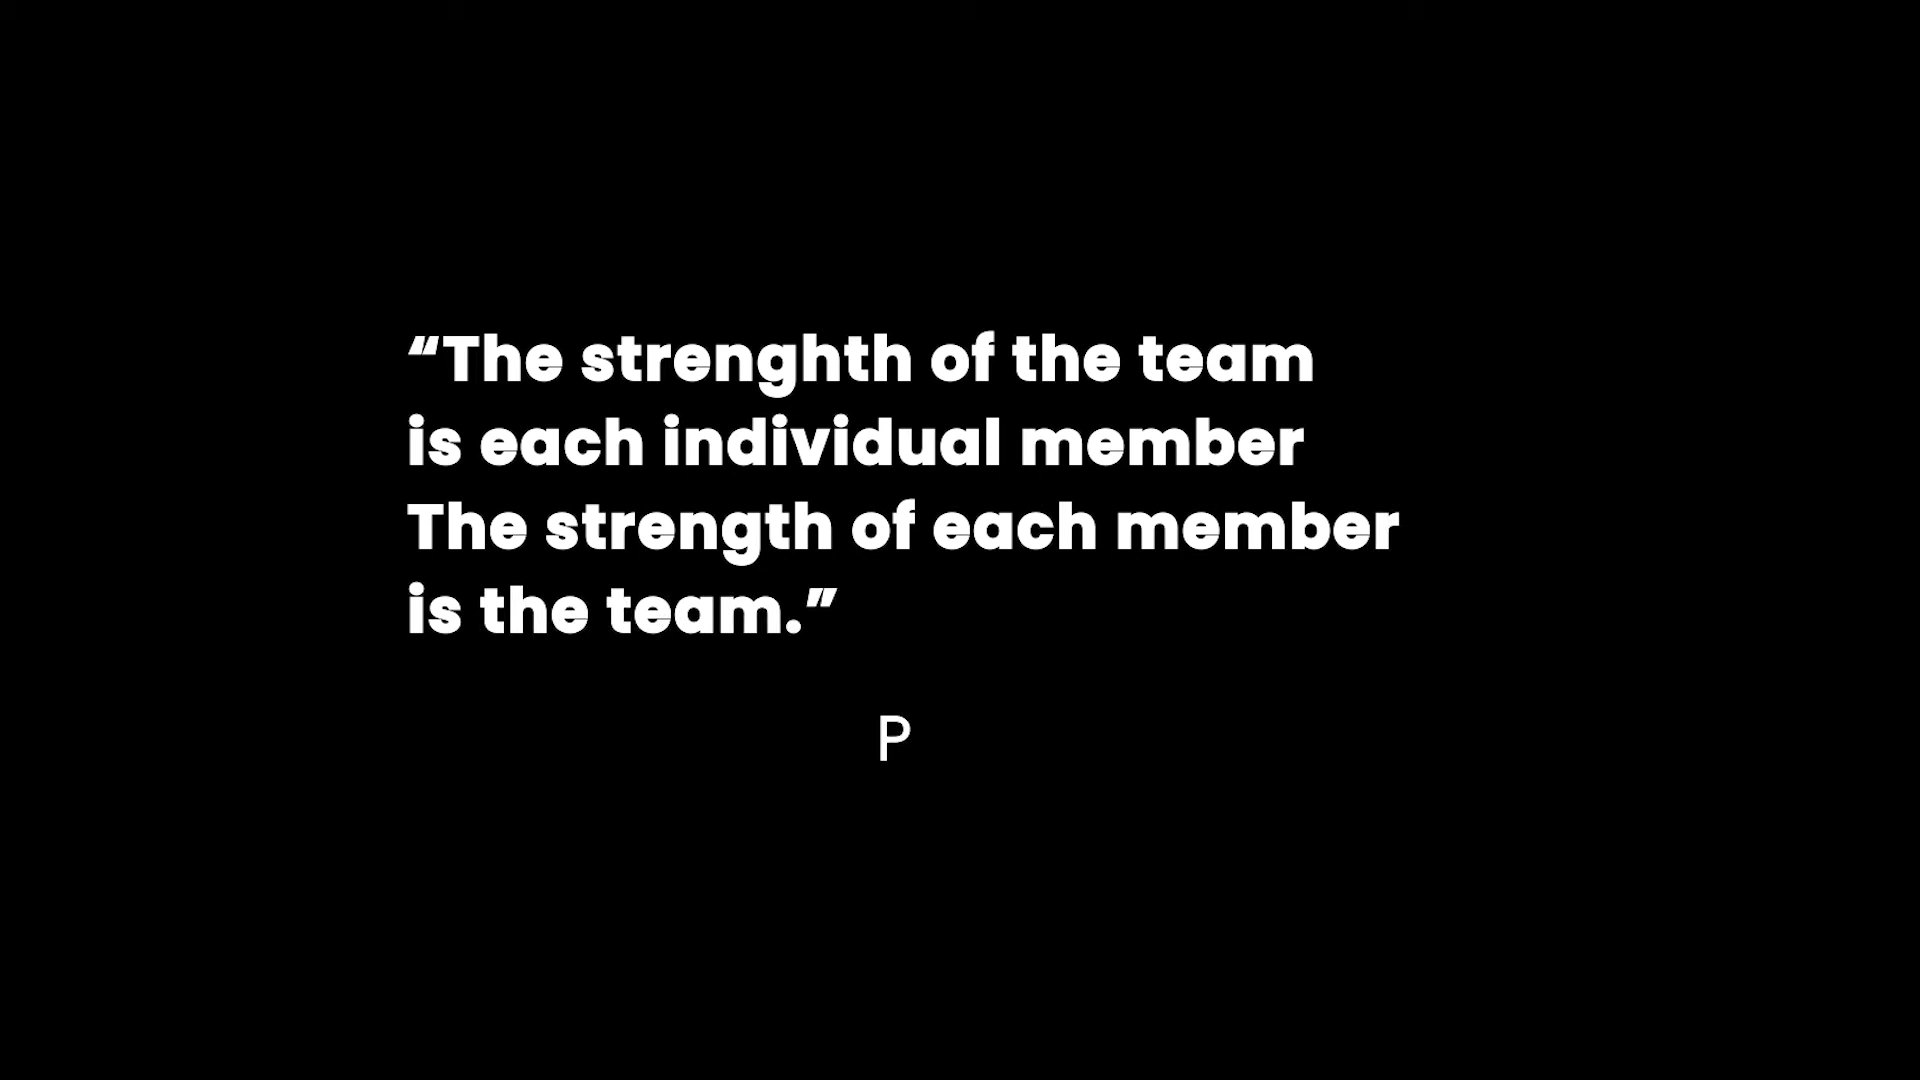 “The strenghth of the team
is each individual member
The strength of each member
is the team.”
P